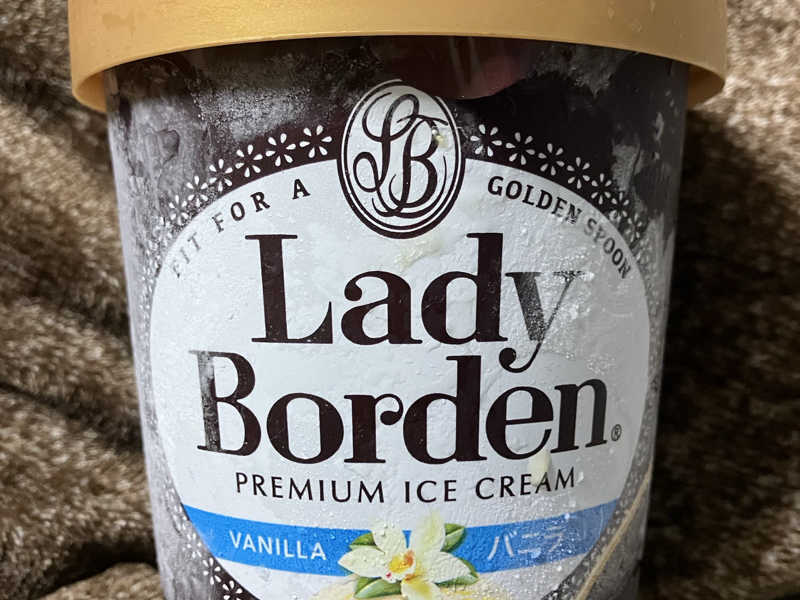 LB
FIT FOR A GOLDEN SPOON
Lady
Borden®
PREMIUM ICE CREAM
VANILLA バニラ